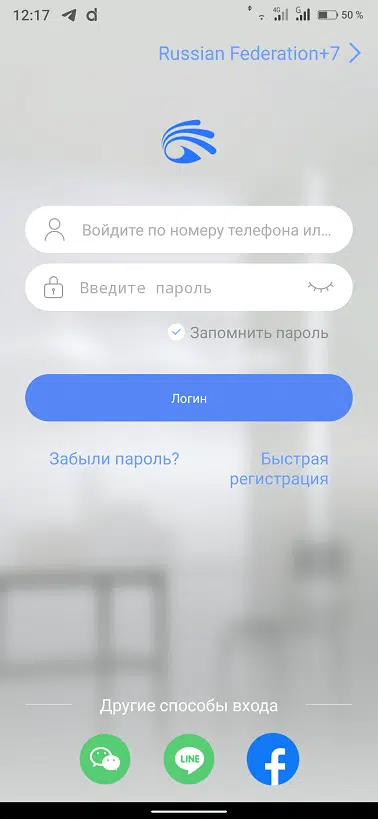 12:17
4G
G
50 %
Russian Federation+7
Войдите по номеру телефона ил...
Введите пароль
Запомнить пароль
Логин
Забыли пароль?
Быстрая
регистрация
Другие способы входа
LINE